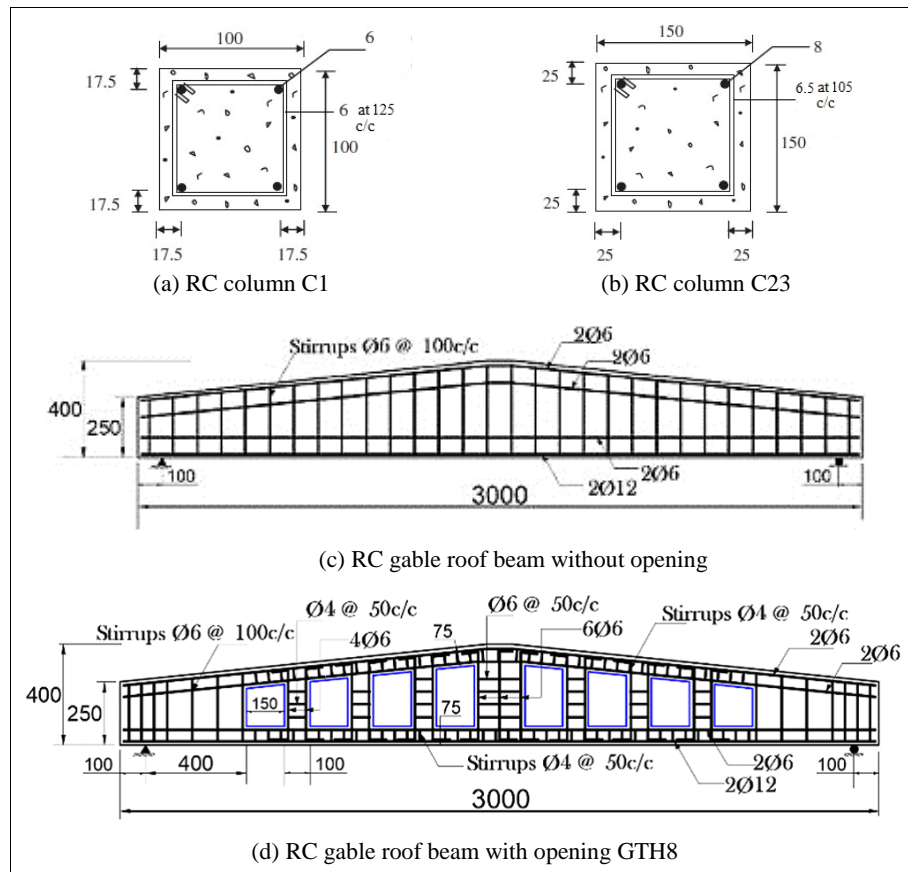 100
6
17.5
6 at 125
c/c
100
17.5
17.5
17.5
(a) RC column C1
150
8
25
6.5 at 105
c/c
150
25
25
25
(b) RC column C23
2Ø6
Stirrups Ø6 @ 100c/c
2Ø6
400
250
100
2Ø6
100
2Ø12
3000
(c) RC gable roof beam without opening
Ø4 @ 50c/c
Ø6 @ 50c/c
Stirrups Ø4 @ 50c/c
Stirrups Ø6 @ 100c/c
4Ø6
75
6Ø6
2Ø6
2Ø6
400
250
150
75
100
400
100
Stirrups Ø4 @ 50c/c
2Ø6
2Ø12
100
3000
(d) RC gable roof beam with opening GTH8